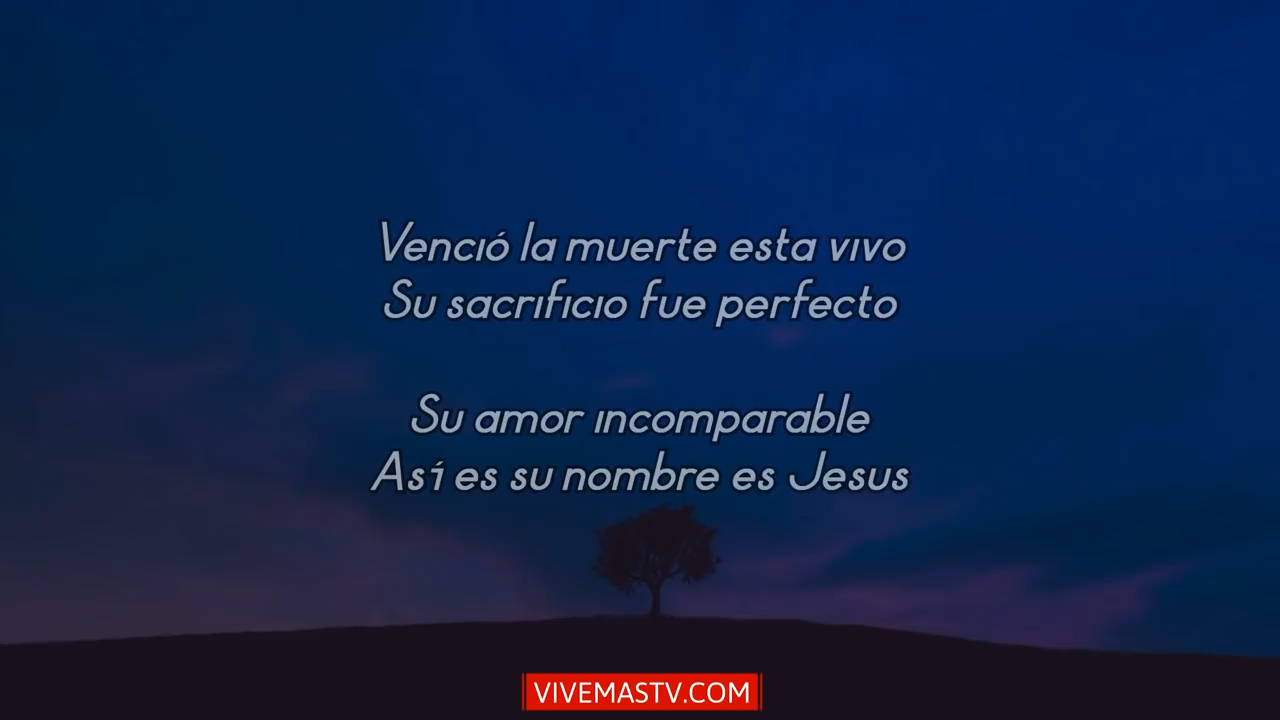 Venció la muerte esta vivo
Su sacrificio fue perfecto
Su amor incomparable
Así es su nombre es Jesus
VIVEMASTV.COM